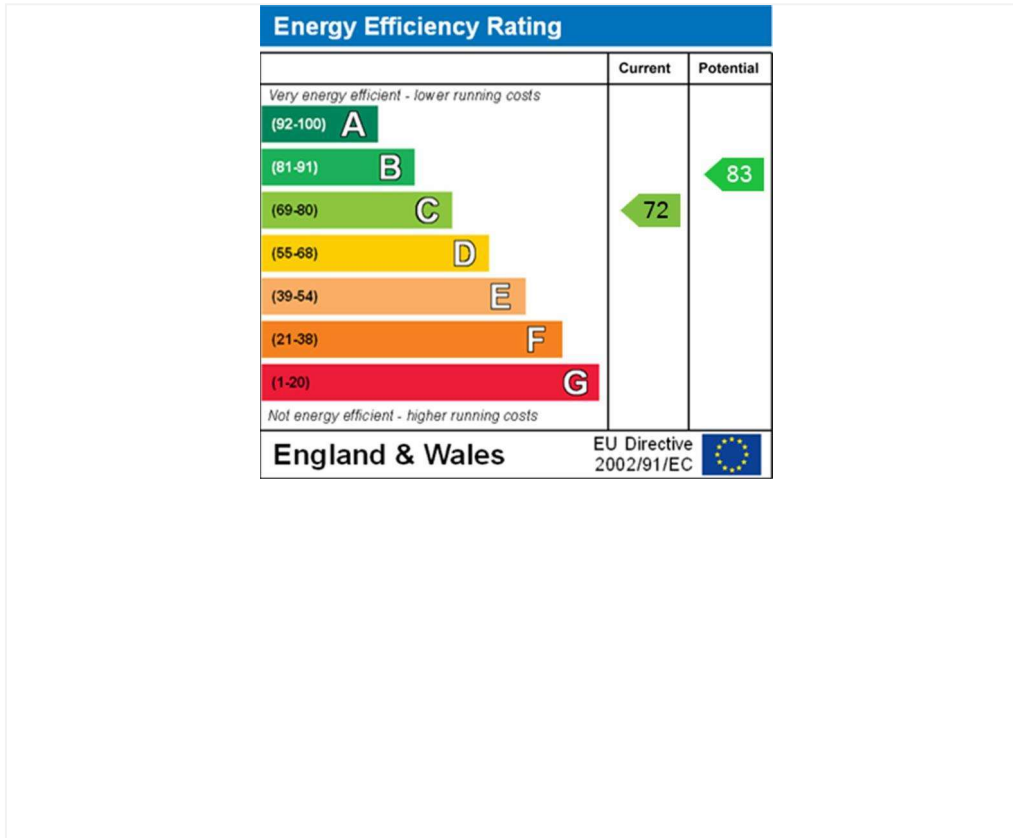 Energy Efficiency Rating
Current Potential
Very energy efficient - lower running costs
(92-100) A
(81-91) B
83
(69-80) C
72
(55-68) D
(39-54) E
(21-38) F
(1-20) G
Not energy efficient - higher running costs
England & Wales
EU Directive
2002/91/EC